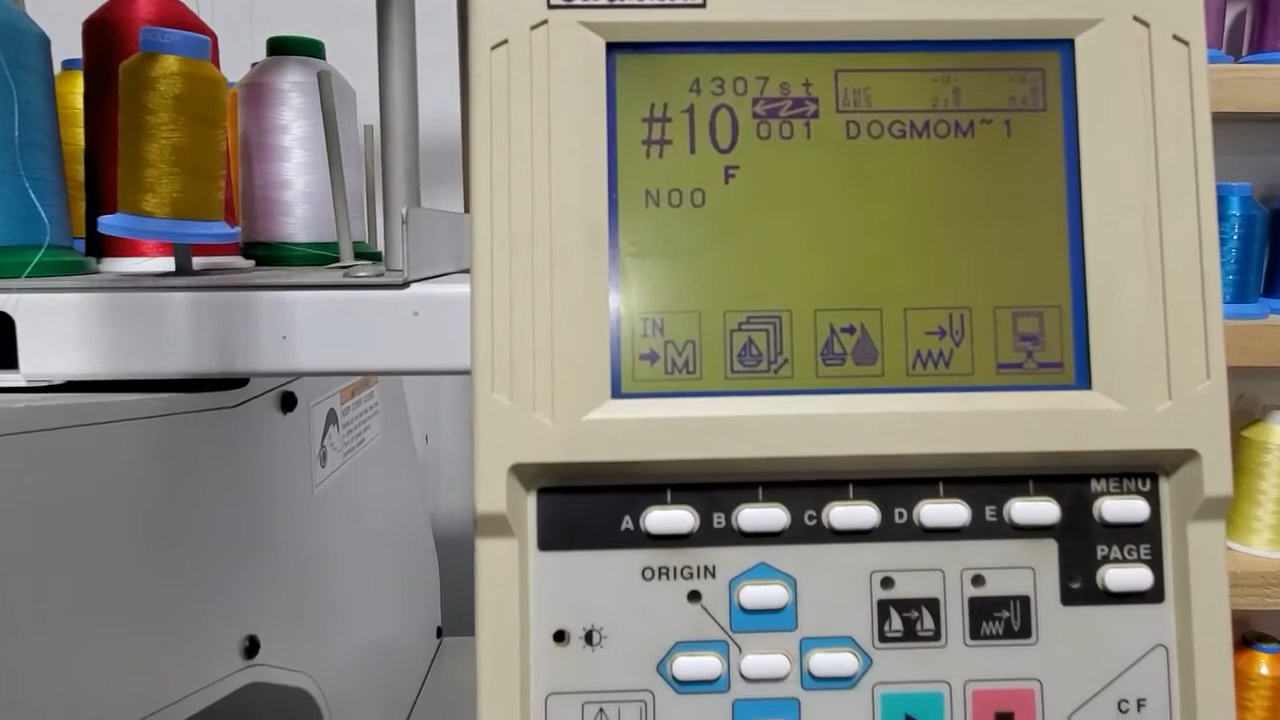 4307st
#10
001
DOGMOM~1
F
N00
IN
M
A
B
C
D
E
MENU
PAGE
ORIGIN
CF